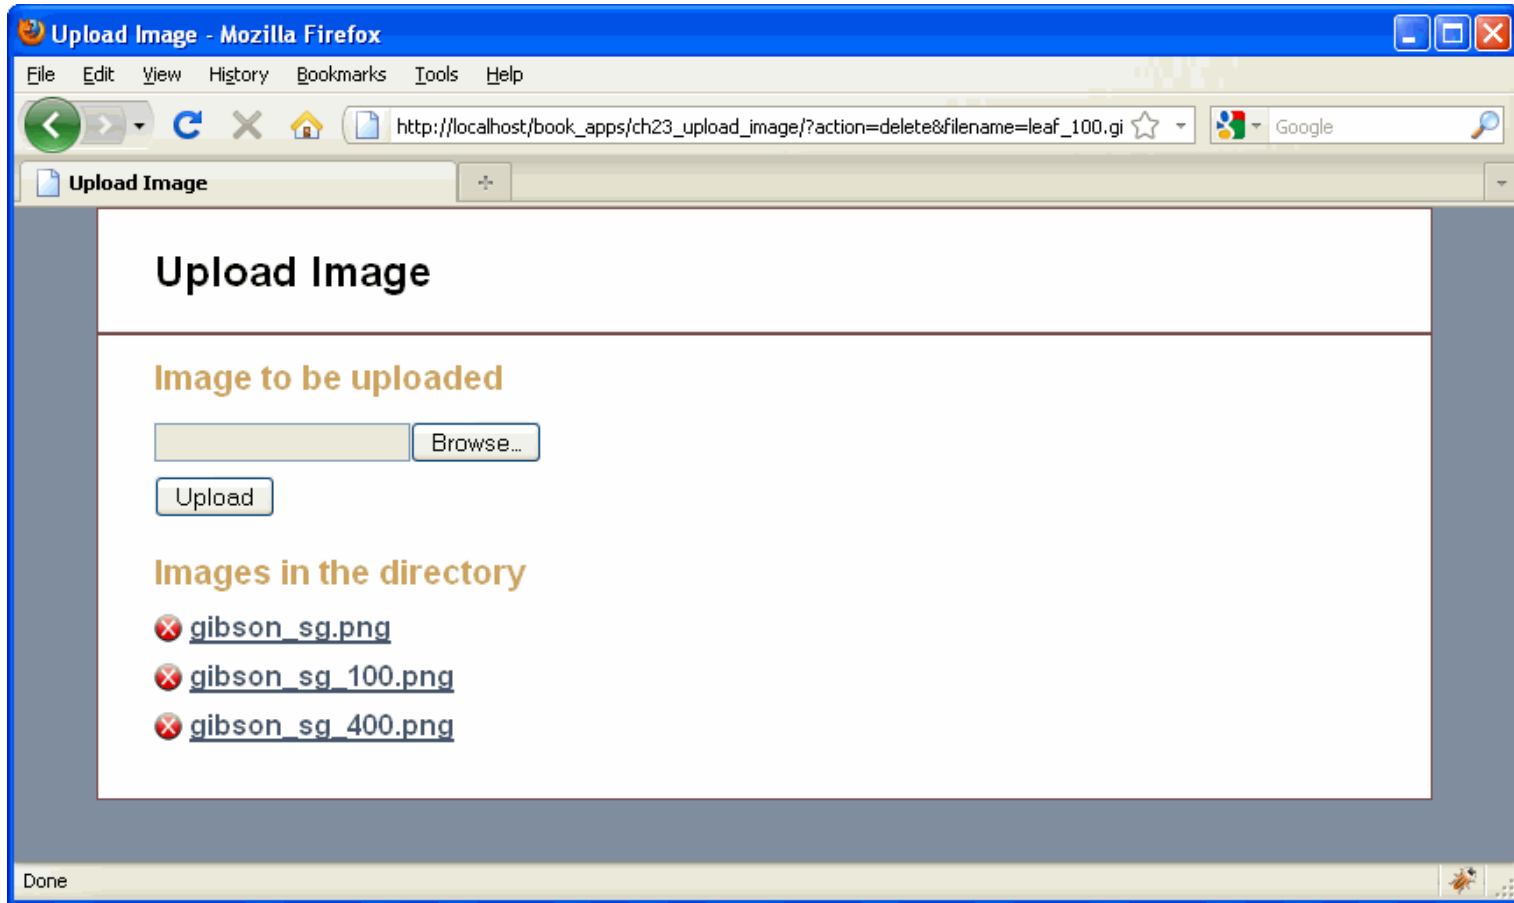 Upload Image - Mozilla Firefox
File Edit View History Bookmarks Tools Help
http://localhost/book_apps/ch23_upload_image/?action=delete&filename=leaf_100.gi Google
Upload Image
Upload Image
Image to be uploaded
Browse...
Upload
Images in the directory
gibson_sg.png
gibson_sg_100.png
gibson_sg_400.png
Done